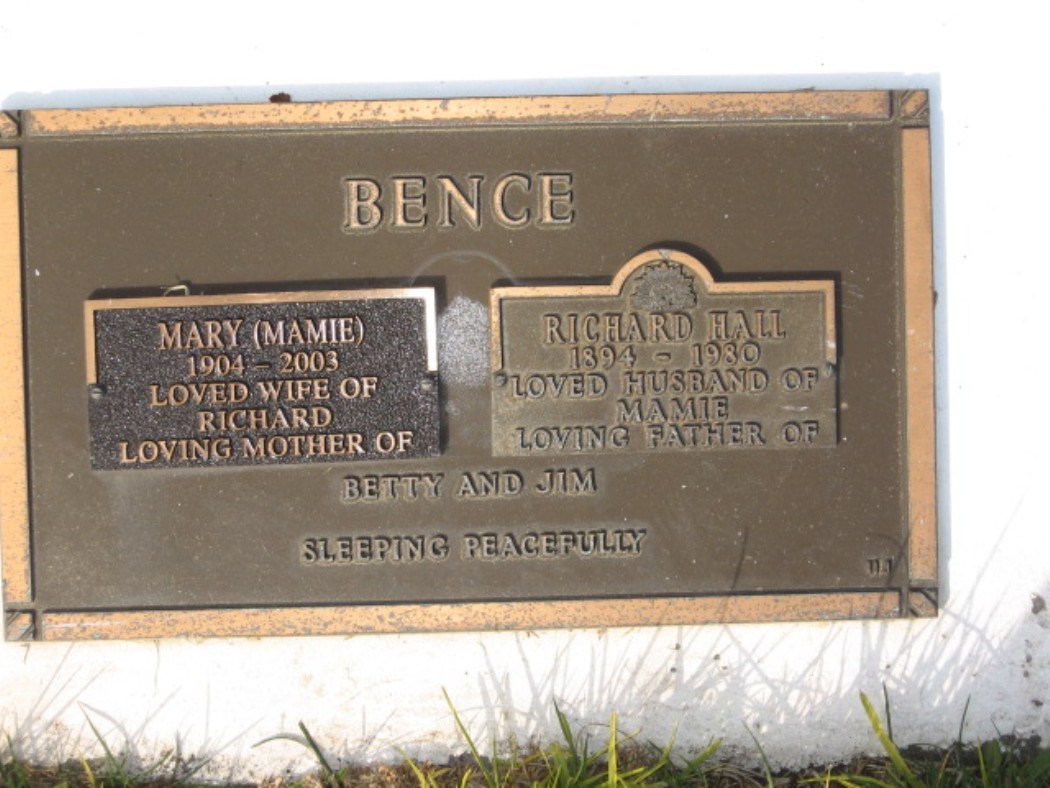 BENCE
MARY (MAMIE)
1904 – 2003
LOVED WIFE OF
RICHARD
LOVING MOTHER OF
RICHARD HALL
1894 – 1980
LOVED HUSBAND OF
MAMIE
LOVING FATHER OF
BETTY AND JIM
SLEEPING PEACEFULLY